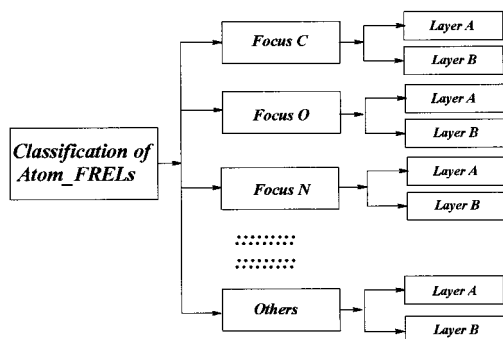 Classification of
Atom_FRELs
Focus C
Layer A
Layer B
Focus O
Layer A
Layer B
Focus N
Layer A
Layer B
Others
Layer A
Layer B